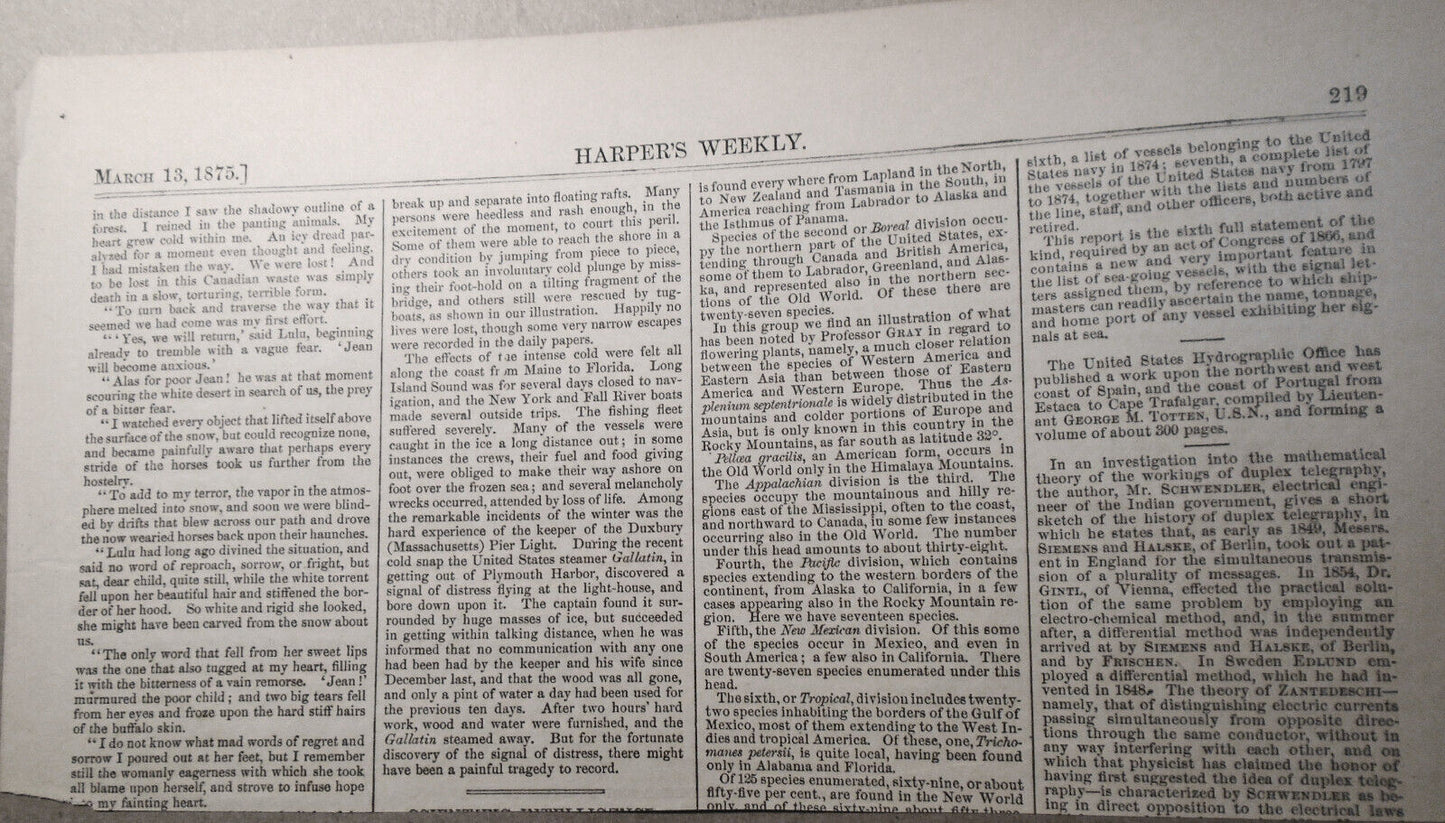 219
MARCH 13, 1875.]
HARPER'S WEEKLY.
in the distance I saw the shadowy outline of a
forest. I reined in the panting animals. My
heart grew cold within me. An icy dread par-
alyzed for a moment even thought and feeling.
I had mistaken the way. We were lost! And
to be lost in this Canadian waste was simply
death in a slow, torturing, terrible form.
"To turn back and traverse the way that it
seemed we had come was my first effort.
"'Yes, we will return,' said Lulu, beginning
already to tremble with a vague fear. 'Jean
will become anxious.'
"Alas for poor Jean! he was at that moment
scouring the white desert in search of us, the prey
of a bitter fear.
"I watched every object that lifted itself above
the surface of the snow, but could recognize none,
and became painfully aware that perhaps every
stride of the horses took us further from the
hostelry.
"To add to my terror, the vapor in the atmos-
phere melted into snow, and soon we were blind-
ed by drifts that blew across our path and drove
the now wearied horses back upon their haunches.
"Lulu had long ago divined the situation, and
said no word of reproach, sorrow, or fright, but
sat, dear child, quite still, while the white torrent
fell upon her beautiful hair and stiffened the bor-
der of her hood. So white and rigid she looked,
she might have been carved from the snow about
us.
"The only word that fell from her sweet lips
was the one that also tugged at my heart, filling
it with the bitterness of a vain remorse. 'Jean!'
murmured the poor child; and two big tears fell
from her eyes and froze upon the hard stiff hairs
of the buffalo skin.
"I do not know what mad words of regret and
sorrow I poured out at her feet, but I remember
still the womanly eagerness with which she took
all blame upon herself, and strove to infuse hope
into my fainting heart.
break up and separate into floating rafts. Many
persons were heedless and rash enough, in the
excitement of the moment, to court this peril.
Some of them were able to reach the shore in a
dry condition by jumping from piece to piece,
others took an involuntary cold plunge by miss-
ing their foot-hold on a tilting fragment of the
bridge, and others still were rescued by tug-
boats, as shown in our illustration. Happily no
lives were lost, though some very narrow escapes
were recorded in the daily papers.
The effects of the intense cold were felt all
along the coast from Maine to Florida. Long
Island Sound was for several days closed to nav-
igation, and the New York and Fall River boats
made several outside trips. The fishing fleet
suffered severely. Many of the vessels were
caught in the ice a long distance out; in some
instances the crews, their fuel and food giving
out, were obliged to make their way ashore on
foot over the frozen sea; and several melancholy
wrecks occurred, attended by loss of life. Among
the remarkable incidents of the winter was the
hard experience of the keeper of the Duxbury
(Massachusetts) Pier Light. During the recent
cold snap the United States steamer Gallatin, in
getting out of Plymouth Harbor, discovered a
signal of distress flying at the light-house, and
bore down upon it. The captain found it sur-
rounded by huge masses of ice, but succeeded
in getting within talking distance, when he was
informed that no communication with any one
had been had by the keeper and his wife since
December last, and that the wood was all gone,
and only a pint of water a day had been used for
the previous ten days. After two hours' hard
work, wood and water were furnished, and the
Gallatin steamed away. But for the fortunate
discovery of the signal of distress, there might
have been a painful tragedy to record.
is found every where from Lapland in the North,
to New Zealand and Tasmania in the South, in
America reaching from Labrador to Alaska and
the Isthmus of Panama.
Species of the second or Boreal division occu-
py the northern part of the United States, ex-
tending through Canada and British America,
some of them to Labrador, Greenland, and Alas-
ka, and represented also in the northern sec-
tions of the Old World. Of these there are
twenty-seven species.
In this group we find an illustration of what
has been noted by Professor GRAY in regard to
flowering plants, namely, a much closer relation
between the species of Western America and
Eastern Asia than between those of Eastern
America and Western Europe. Thus the As-
plenium septentrionale is widely distributed in the
mountains and colder portions of Europe and
Asia, but is only known in this country in the
Rocky Mountains, as far south as latitude 32°.
Pellæa gracilis, an American form, occurs in
the Old World only in the Himalaya Mountains.
The Appalachian division is the third. The
species occupy the mountainous and hilly re-
gions east of the Mississippi, often to the coast,
and northward to Canada, in some few instances
occurring also in the Old World. The number
under this head amounts to about thirty-eight.
Fourth, the Pacific division, which contains
species extending to the western borders of the
continent, from Alaska to California, in a few
cases appearing also in the Rocky Mountain re-
gion. Here we have seventeen species.
Fifth, the New Mexican division. Of this some
of the species occur in Mexico, and even in
South America; a few also in California. There
are twenty-seven species enumerated under this
head.
The sixth, or Tropical, division includes twenty-
two species inhabiting the borders of the Gulf of
Mexico, most of them extending to the West In-
dies and tropical America. Of these, one, Tricho-
manes petersii, is quite local, having been found
only in Alabama and Florida.
Of 125 species enumerated, sixty-nine, or about
fifty-five per cent., are found in the New World
only, and of these sixty-nine about fifty-three
sixth, a list of vessels belonging to the United
States navy in 1874; seventh, a complete list of
the vessels of the United States navy from 1797
to 1874, together with the lists and numbers of
the line, staff, and other officers, both active and
retired.
This report is the sixth full statement of the
kind, required by an act of Congress of 1866, and
contains a new and very important feature in
the list of sea-going vessels, with the signal let-
ters assigned them, by reference to which ship-
masters can readily ascertain the name, tonnage,
and home port of any vessel exhibiting her sig-
nals at sea.
The United States Hydrographic Office has
published a work upon the northwest and west
coast of Spain, and the coast of Portugal from
Estaca to Cape Trafalgar, compiled by Lieuten-
ant GEORGE M. TOTTEN, U.S.N., and forming a
volume of about 300 pages.
In an investigation into the mathematical
theory of the workings of duplex telegraphy,
the author, Mr. SCHWENDLER, electrical engi-
neer of the Indian government, gives a short
sketch of the history of duplex telegraphy, in
which he states that, as early as 1849, Messrs.
SIEMENS and HALSKE, of Berlin, took out a pat-
ent in England for the simultaneous transmis-
sion of a plurality of messages. In 1854, Dr.
GINTL, of Vienna, effected the practical solu-
tion of the same problem by employing an
electro-chemical method, and, in the summer
after, a differential method was independently
arrived at by SIEMENS and HALSKE, of Berlin,
and by FRISCHEN. In Sweden EDLUND em-
ployed a differential method, which he had in-
vented in 1848. The theory of ZANTEDESCHI—
namely, that of distinguishing electric currents
passing simultaneously from opposite direc-
tions through the same conductor, without in
any way interfering with each other, and on
which that physicist has claimed the honor of
having first suggested the idea of duplex teleg-
raphy—is characterized by SCHWENDLER as be-
ing in direct opposition to the electrical laws